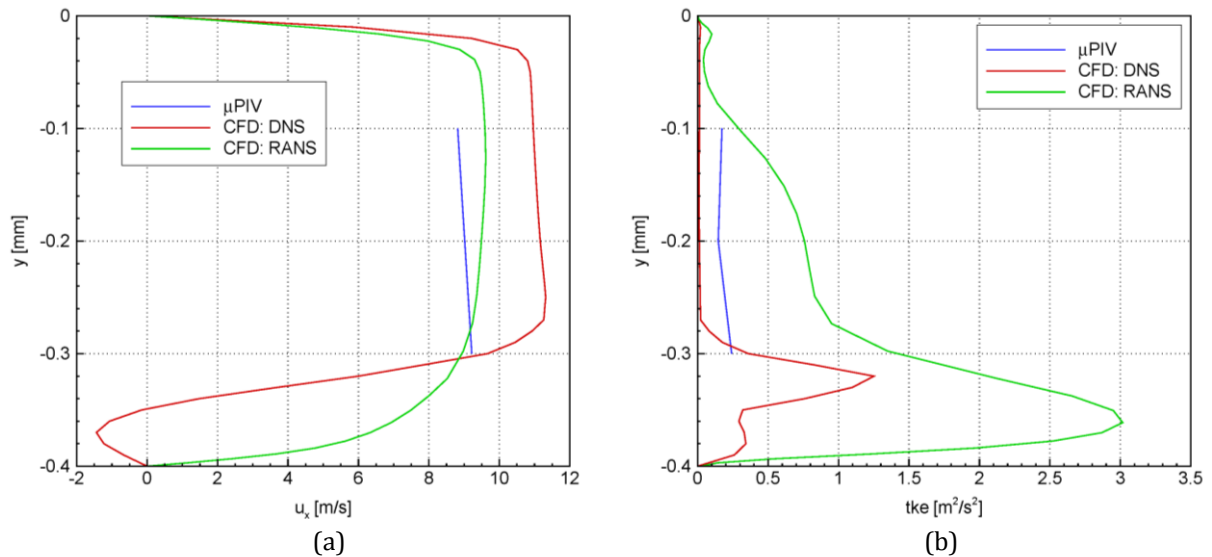 0
-0.1
-0.2
-0.3
-0.4
y [mm]
μPIV
CFD: DNS
CFD: RANS
-2 0 2 4 6 8 10 12
uₓ [m/s]
(a)
0
-0.1
-0.2
-0.3
-0.4
y [mm]
μPIV
CFD: DNS
CFD: RANS
0 0.5 1 1.5 2 2.5 3 3.5
tke [m²/s²]
(b)